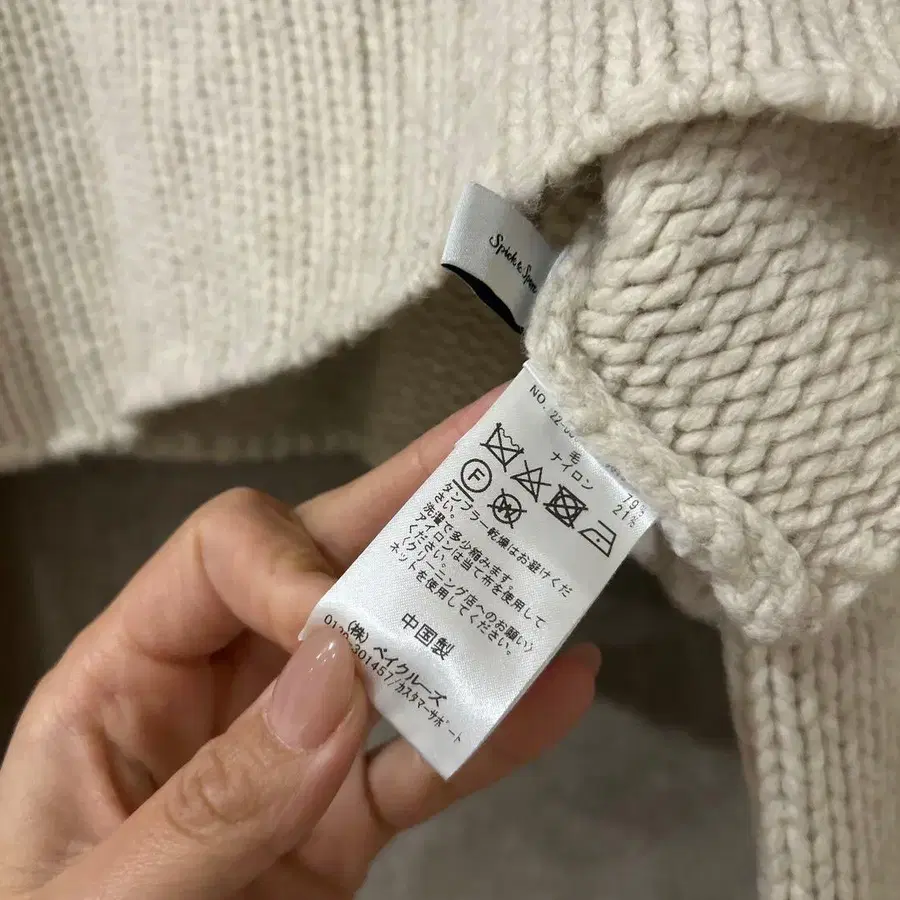 Spick & Span
NO. 22-
毛 79%
ナイロン 21%
F
W
タンブラー乾燥はお避けくだ
さい。
洗濯で多少縮みます。
アイロンは当て布を使用して
ください。
〈クリーニング店へのお願い〉
ネットを使用してください。
中国製
(株) ベイクルーズ
301457/カスタマーサポート